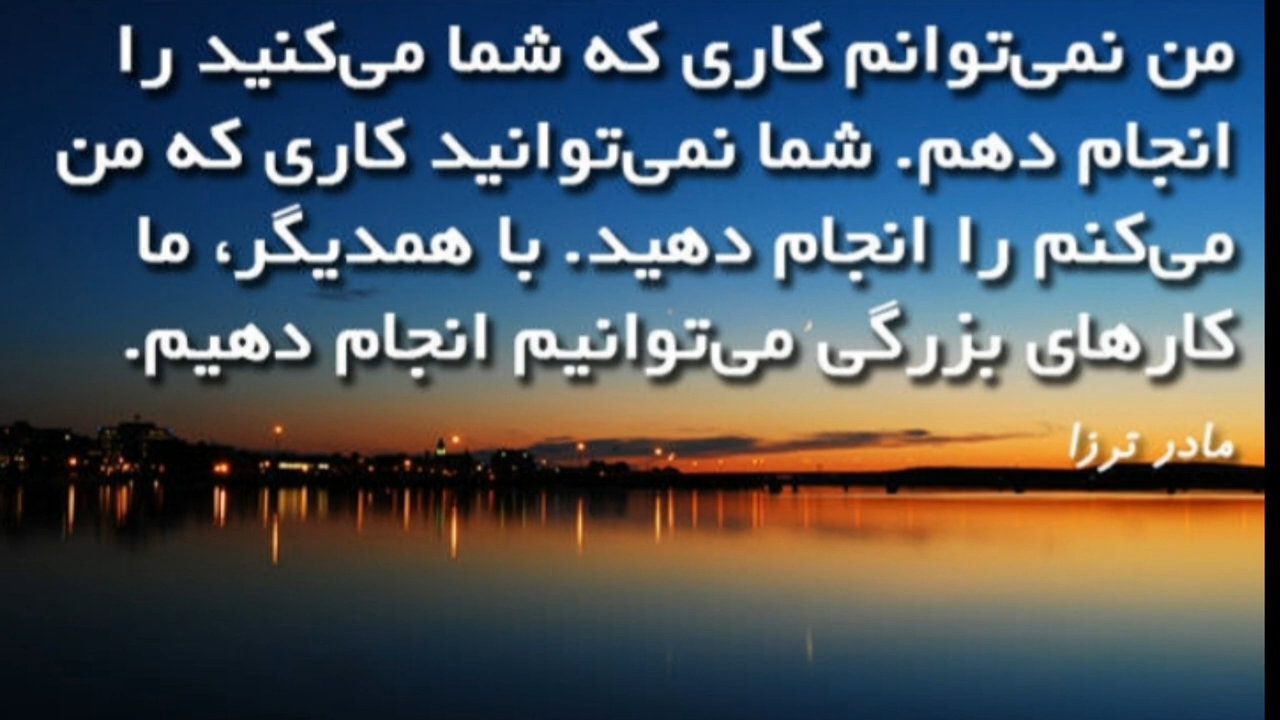 من نمی‌توانم کاری که شما می‌کنید را
انجام دهم. شما نمی‌توانید کاری که من
می‌کنم را انجام دهید. با همدیگر، ما
کارهای بزرگی می‌توانیم انجام دهیم.
مادر ترزا